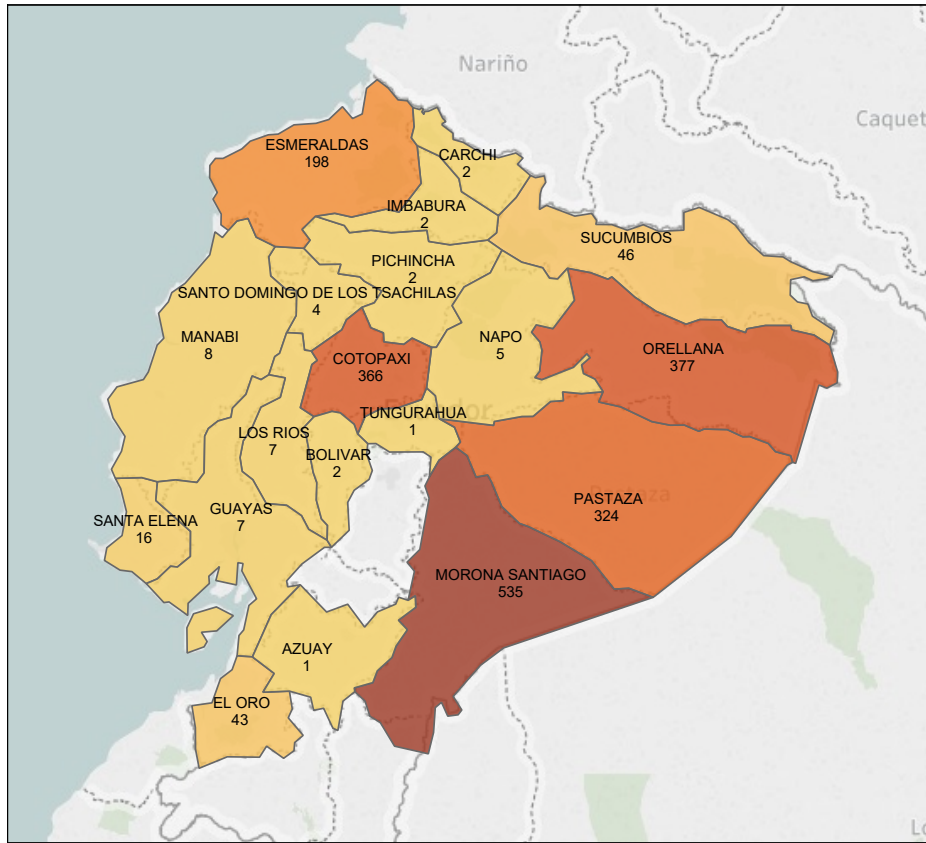 Nariño
Caquet
ESMERALDAS
198
CARCHI
2
IMBABURA
2
SUCUMBIOS
46
PICHINCHA
2
SANTO DOMINGO DE LOS TSACHILAS
4
MANABI
8
COTOPAXI
366
NAPO
5
ORELLANA
377
TUNGURAHUA
1
LOS RIOS
7
BOLIVAR
2
PASTAZA
324
SANTA ELENA
16
GUAYAS
7
MORONA SANTIAGO
535
AZUAY
1
EL ORO
43
Lo